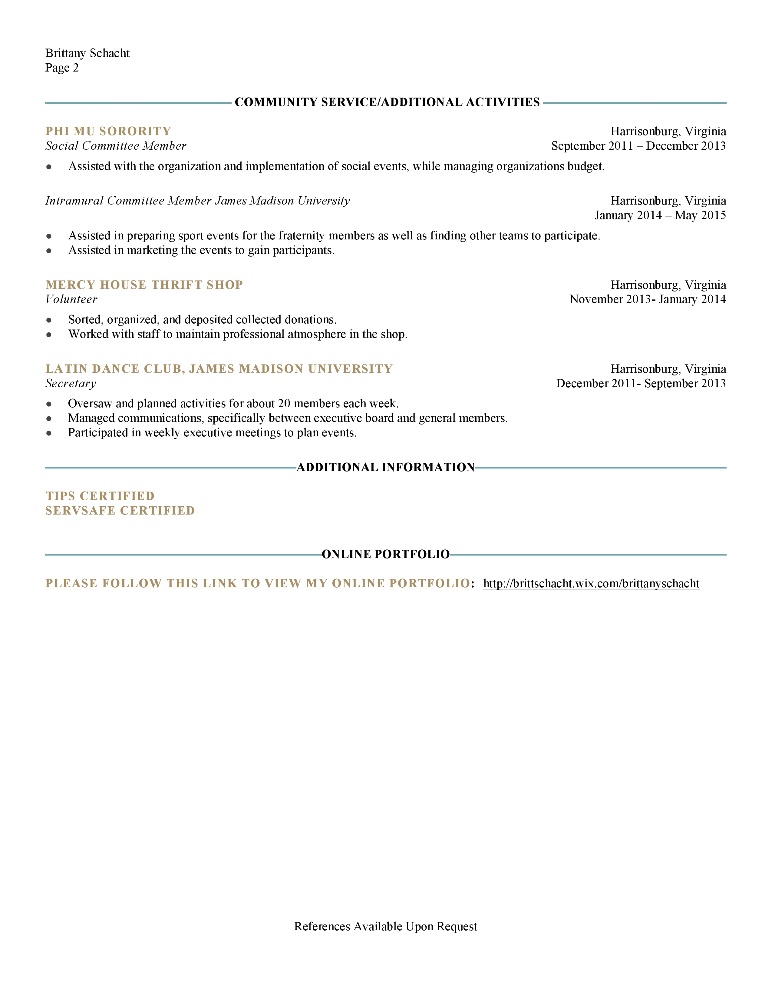 Brittany Schacht
Page 2
COMMUNITY SERVICE/ADDITIONAL ACTIVITIES
PHI MU SORORITY Harrisonburg, Virginia
Social Committee Member September 2011 – December 2013
● Assisted with the organization and implementation of social events, while managing organizations budget.
Intramural Committee Member James Madison University Harrisonburg, Virginia
January 2014 – May 2015
● Assisted in preparing sport events for the fraternity members as well as finding other teams to participate.
● Assisted in marketing the events to gain participants.
MERCY HOUSE THRIFT SHOP Harrisonburg, Virginia
Volunteer November 2013- January 2014
● Sorted, organized, and deposited collected donations.
● Worked with staff to maintain professional atmosphere in the shop.
LATIN DANCE CLUB, JAMES MADISON UNIVERSITY Harrisonburg, Virginia
Secretary December 2011- September 2013
● Oversaw and planned activities for about 20 members each week.
● Managed communications, specifically between executive board and general members.
● Participated in weekly executive meetings to plan events.
ADDITIONAL INFORMATION
TIPS CERTIFIED
SERVSAFE CERTIFIED
ONLINE PORTFOLIO
PLEASE FOLLOW THIS LINK TO VIEW MY ONLINE PORTFOLIO: http://brittschacht.wix.com/brittanyschacht
References Available Upon Request